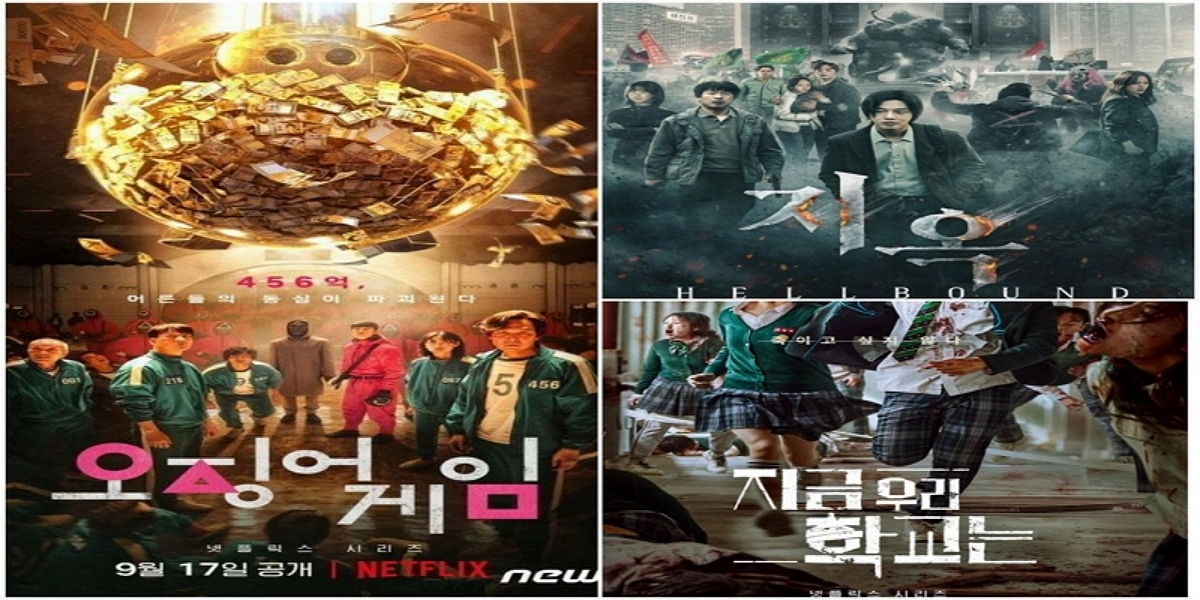 456억,
어른들의 동심이 파괴된다
001
218
067
5 456
오징어
게임
넷플릭스 시리즈
9월 17일 공개 | NETFLIX
new
지옥
HELLBOUND
죽이고 싶지 않다
지금 우리
학교는
넷플릭스 시리즈